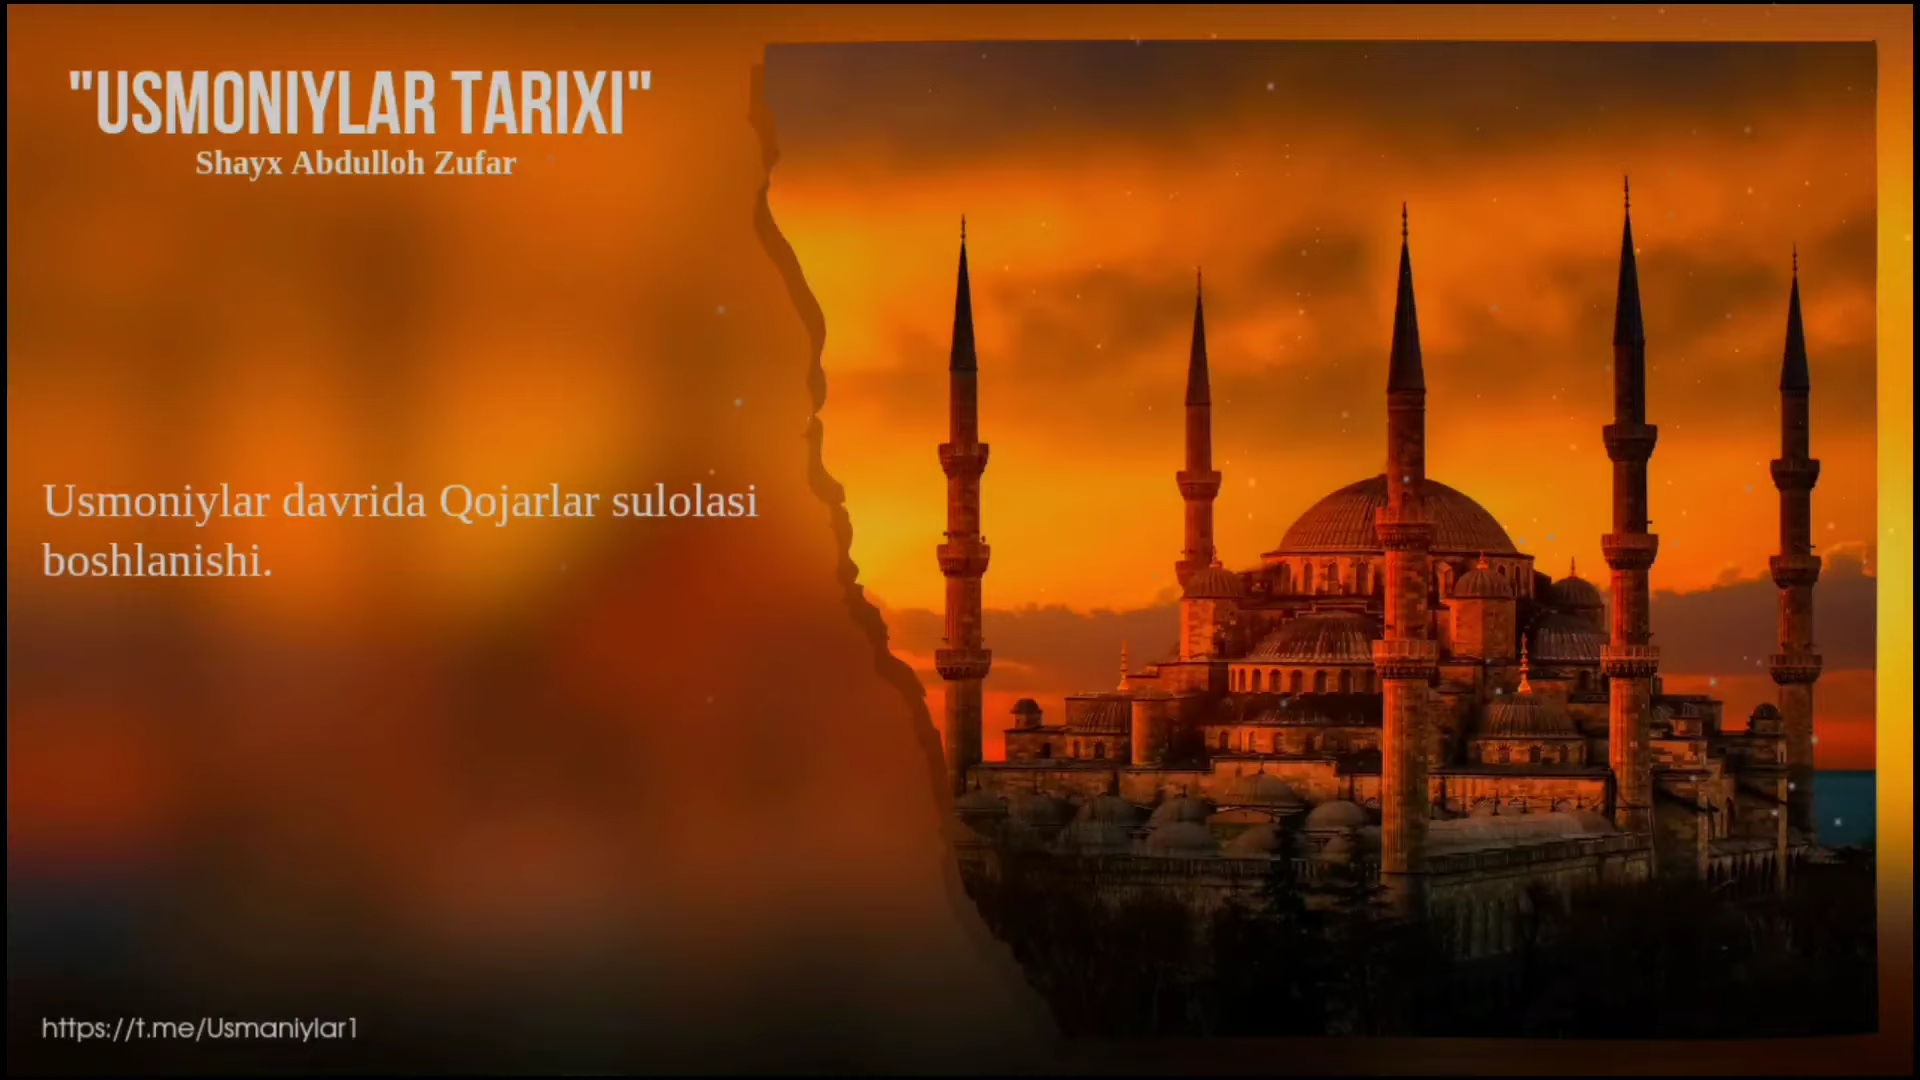 "USMONIYLAR TARIXI"
Shayx Abdulloh Zufar
Usmoniylar davrida Qojarlar sulolasi
boshlanishi.
https://t.me/Usmaniylar1